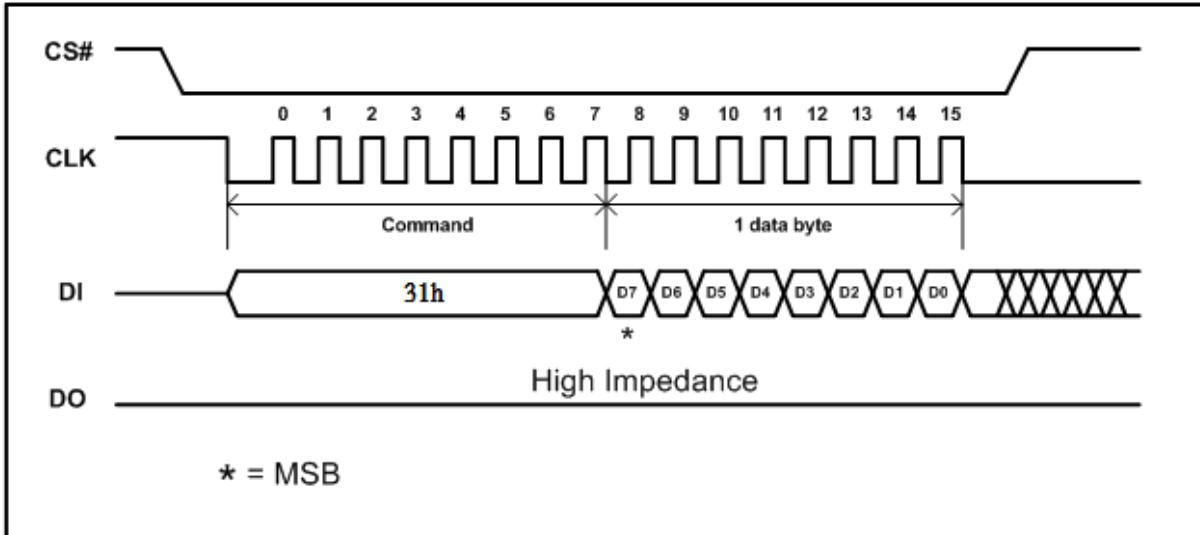 CS#
0 1 2 3 4 5 6 7 8 9 10 11 12 13 14 15
CLK
Command 1 data byte
DI 31h D7 D6 D5 D4 D3 D2 D1 D0
*
High Impedance
DO
* = MSB